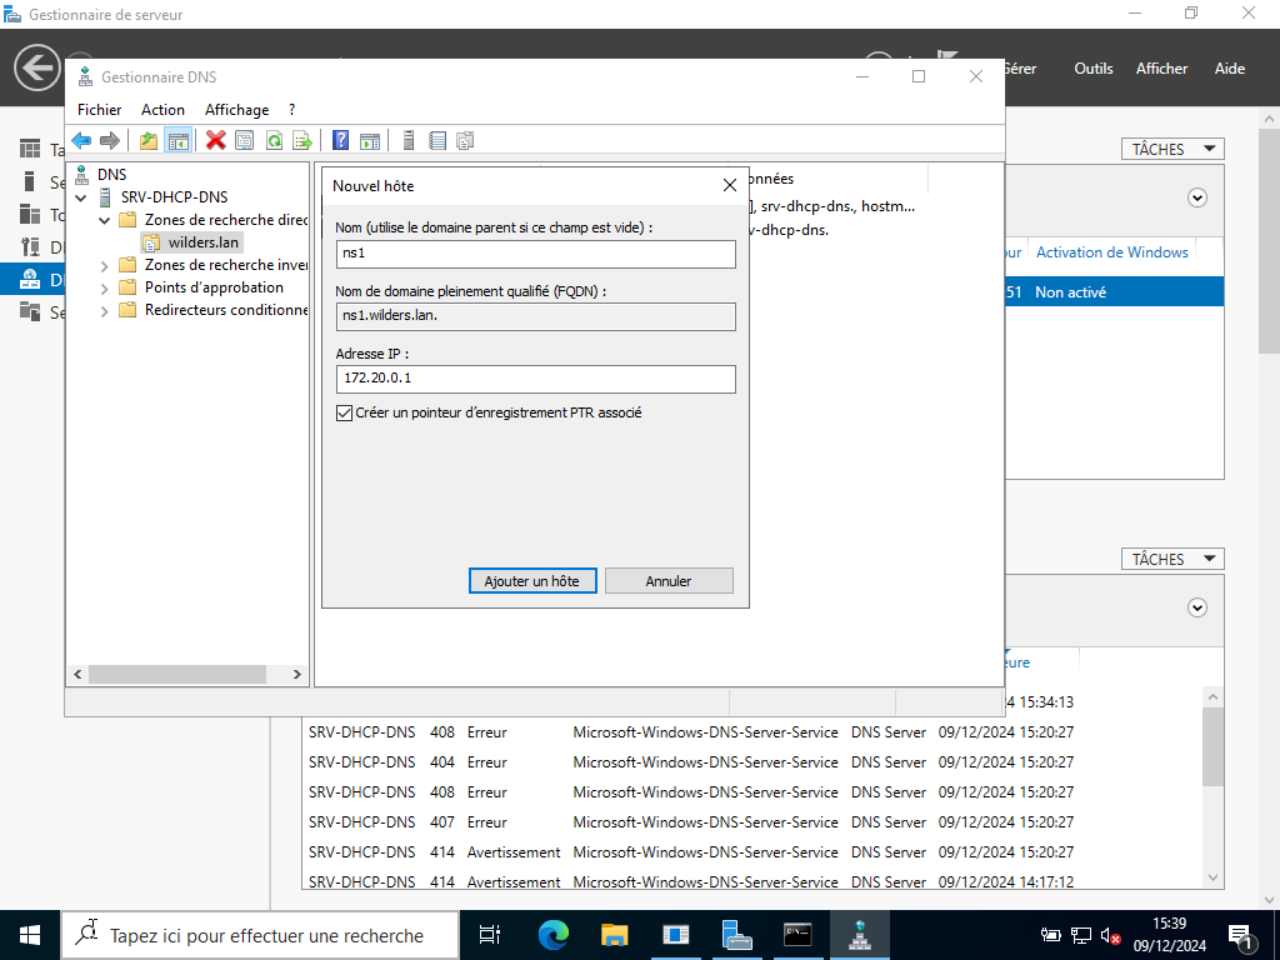 Gestionnaire de serveur
Gérer
Outils
Afficher
Aide
Gestionnaire DNS
Fichier
Action
Affichage
?
DNS
SRV-DHCP-DNS
Zones de recherche direc
wilders.lan
Zones de recherche inver
Points d'approbation
Redirecteurs conditionne
Ta
Se
To
D
Se
onnées
], srv-dhcp-dns., hostm...
v-dhcp-dns.
Nouvel hôte
Nom (utilise le domaine parent si ce champ est vide) :
ns1
Nom de domaine pleinement qualifié (FQDN) :
ns1.wilders.lan.
Adresse IP :
172.20.0.1
Créer un pointeur d'enregistrement PTR associé
Ajouter un hôte
Annuler
TÂCHES
our
Activation de Windows
51 Non activé
TÂCHES
eure
4 15:34:13
SRV-DHCP-DNS 408 Erreur Microsoft-Windows-DNS-Server-Service DNS Server 09/12/2024 15:20:27
SRV-DHCP-DNS 404 Erreur Microsoft-Windows-DNS-Server-Service DNS Server 09/12/2024 15:20:27
SRV-DHCP-DNS 408 Erreur Microsoft-Windows-DNS-Server-Service DNS Server 09/12/2024 15:20:27
SRV-DHCP-DNS 407 Erreur Microsoft-Windows-DNS-Server-Service DNS Server 09/12/2024 15:20:27
SRV-DHCP-DNS 414 Avertissement Microsoft-Windows-DNS-Server-Service DNS Server 09/12/2024 15:20:27
SRV-DHCP-DNS 414 Avertissement Microsoft-Windows-DNS-Server-Service DNS Server 09/12/2024 14:17:12
Tapez ici pour effectuer une recherche
15:39
09/12/2024
1